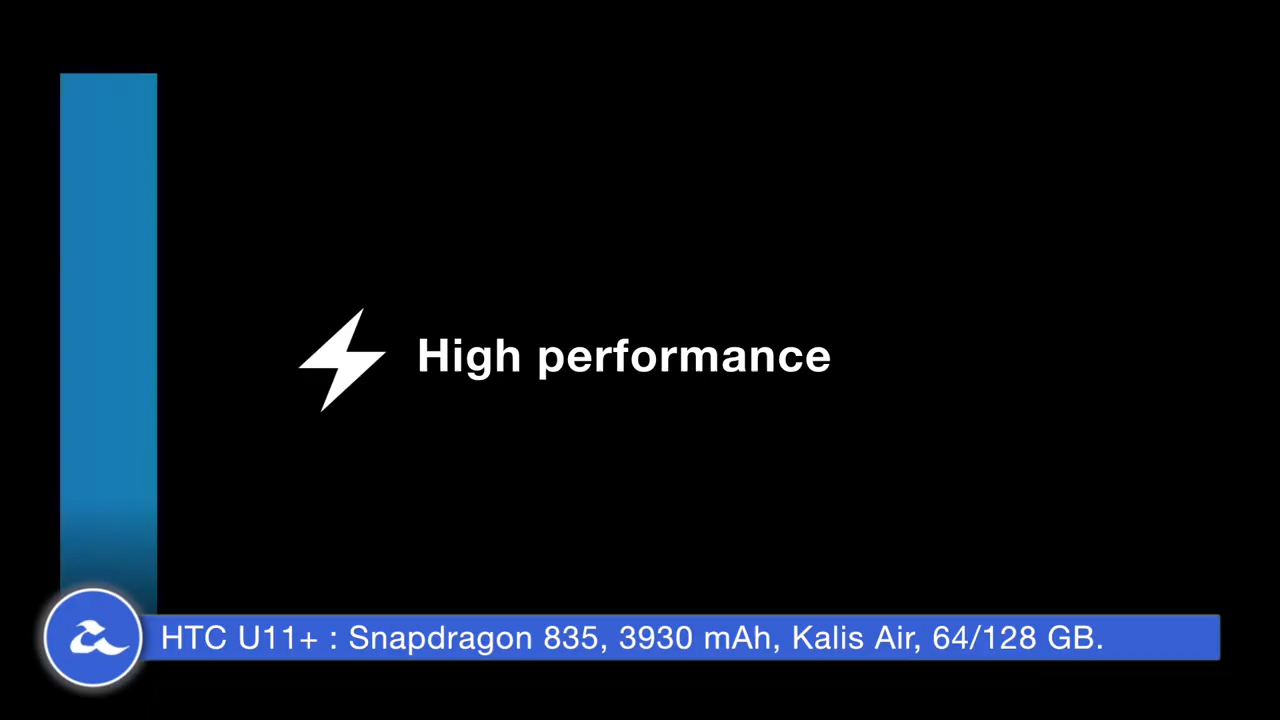 High performance
HTC U11+ : Snapdragon 835, 3930 mAh, Kalis Air, 64/128 GB.